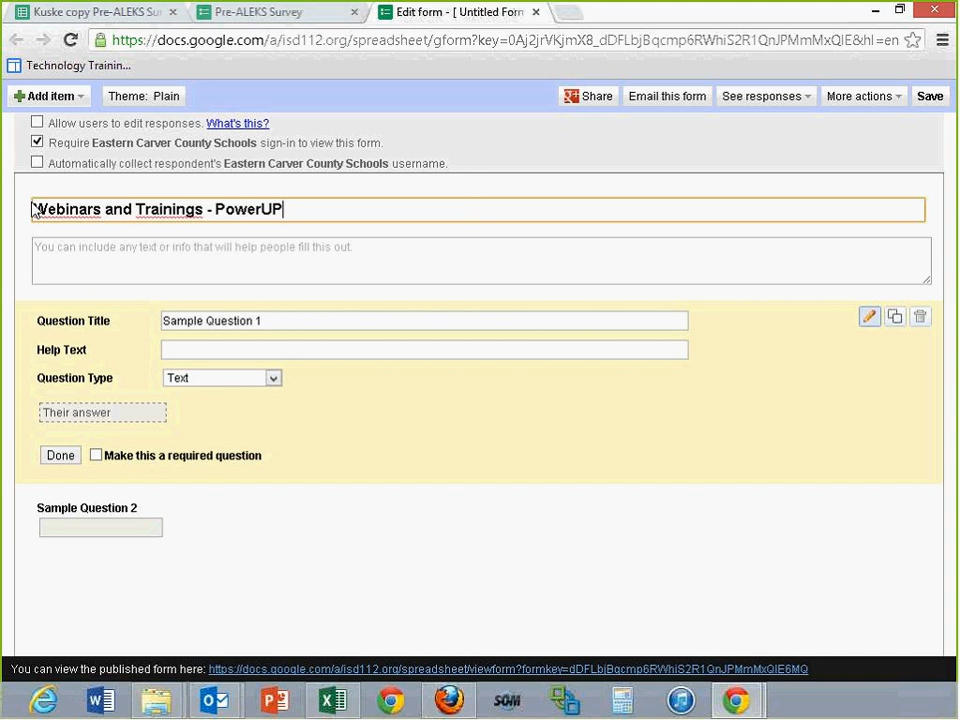 Kuske copy Pre-ALEKS Sur
Pre-ALEKS Survey
Edit form - [ Untitled Form
https://docs.google.com/a/isd112.org/spreadsheet/gform?key=0Aj2jrVKjmX8_dDFLbjBqcmp6RWhiS2R1QnJPMmMxQlE&hl=en
Technology Trainin...
Add item
Theme: Plain
Share
Email this form
See responses
More actions
Save
Allow users to edit responses. What's this?
Require Eastern Carver County Schools sign-in to view this form.
Automatically collect respondent's Eastern Carver County Schools username.
Webinars and Trainings - PowerUP
You can include any text or info that will help people fill this out.
Question Title
Sample Question 1
Help Text
Question Type
Text
Their answer
Done
Make this a required question
Sample Question 2
You can view the published form here: https://docs.google.com/a/isd112.org/spreadsheet/viewform?formkey=dDFLbjBqcmp6RWhiS2R1QnJPMmMxQlE6MQ
SOM